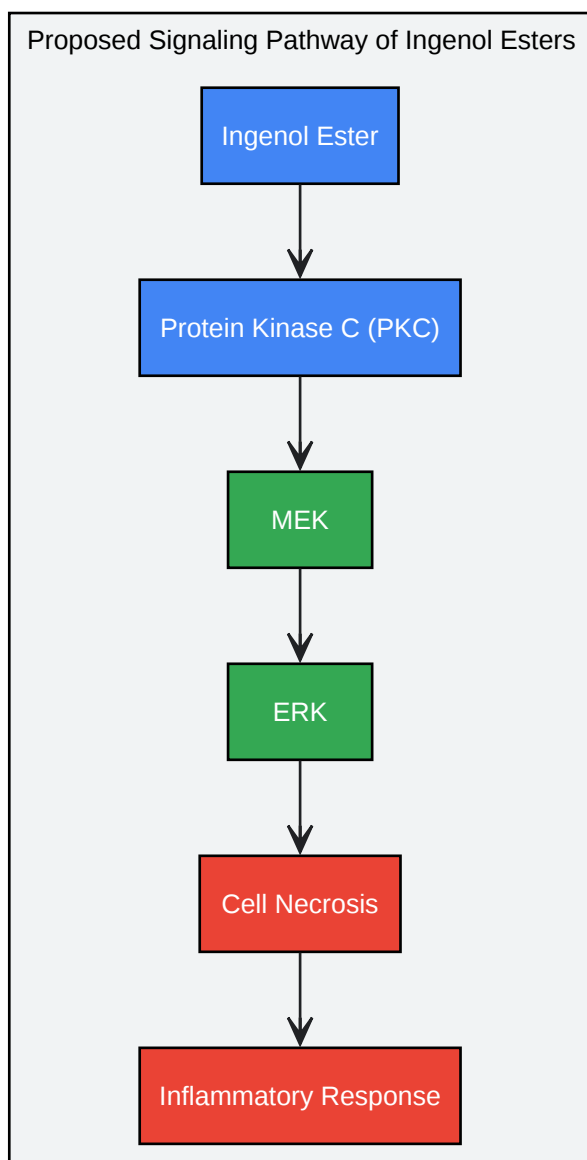 Proposed Signaling Pathway of Ingenol Esters
Ingenol Ester
Protein Kinase C (PKC)
MEK
ERK
Cell Necrosis
Inflammatory Response